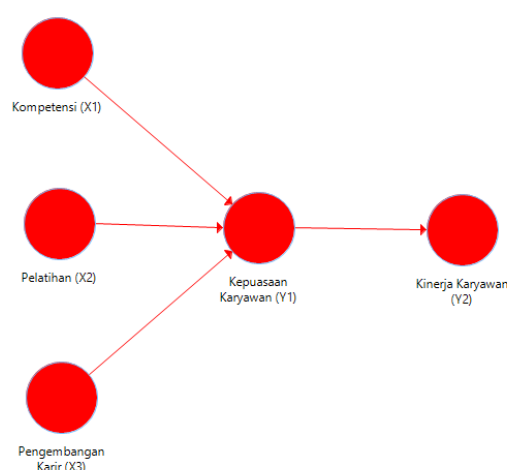 Kompetensi (X1)
Pelatihan (X2)
Kepuasaan
Karyawan (Y1)
Kinerja Karyawan
(Y2)
Pengembangan
Karir (X3)